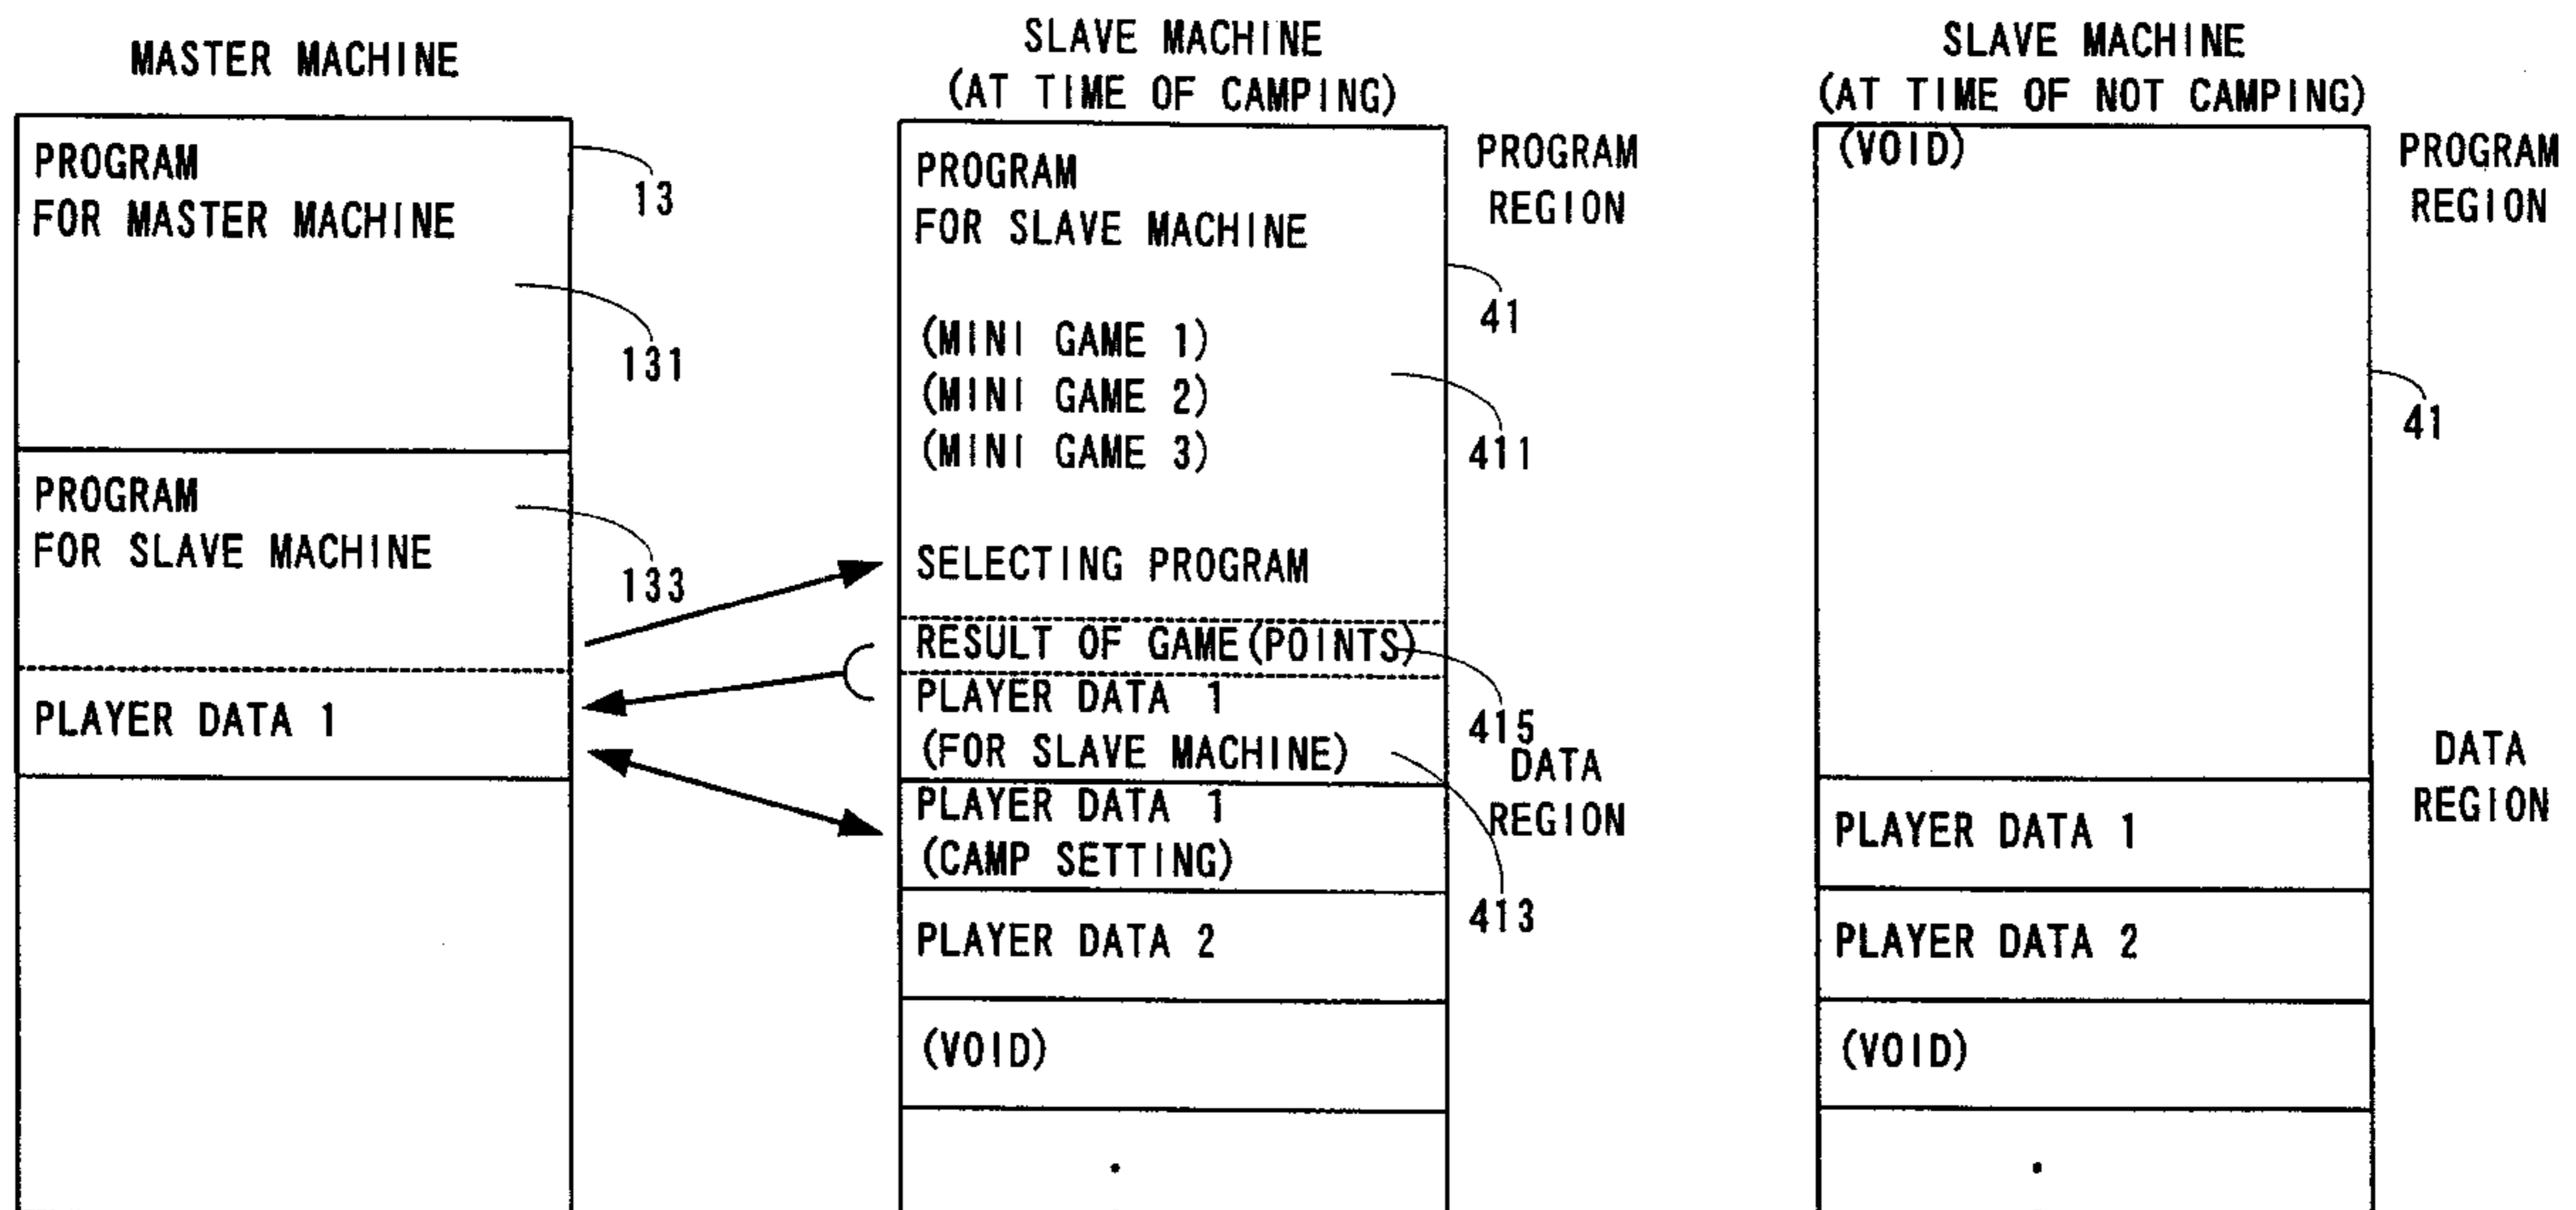 MASTER MACHINE
PROGRAM
FOR MASTER MACHINE
13
131
PROGRAM
FOR SLAVE MACHINE
133
PLAYER DATA 1
SLAVE MACHINE
(AT TIME OF CAMPING)
PROGRAM
FOR SLAVE MACHINE
(MINI GAME 1)
(MINI GAME 2)
(MINI GAME 3)
SELECTING PROGRAM
RESULT OF GAME(POINTS)
PLAYER DATA 1
(FOR SLAVE MACHINE)
PLAYER DATA 1
(CAMP SETTING)
PLAYER DATA 2
(VOID)
PROGRAM
REGION
41
411
415
DATA
REGION
413
SLAVE MACHINE
(AT TIME OF NOT CAMPING)
(VOID)
PLAYER DATA 1
PLAYER DATA 2
(VOID)
PROGRAM
REGION
41
DATA
REGION